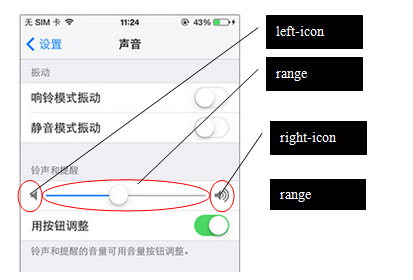 无 SIM 卡 11:24 43%
设置 声音
振动
响铃模式振动
静音模式振动
铃声和提醒
用按钮调整
铃声和提醒的音量可用音量按钮调整。
left-icon
range
right-icon
range